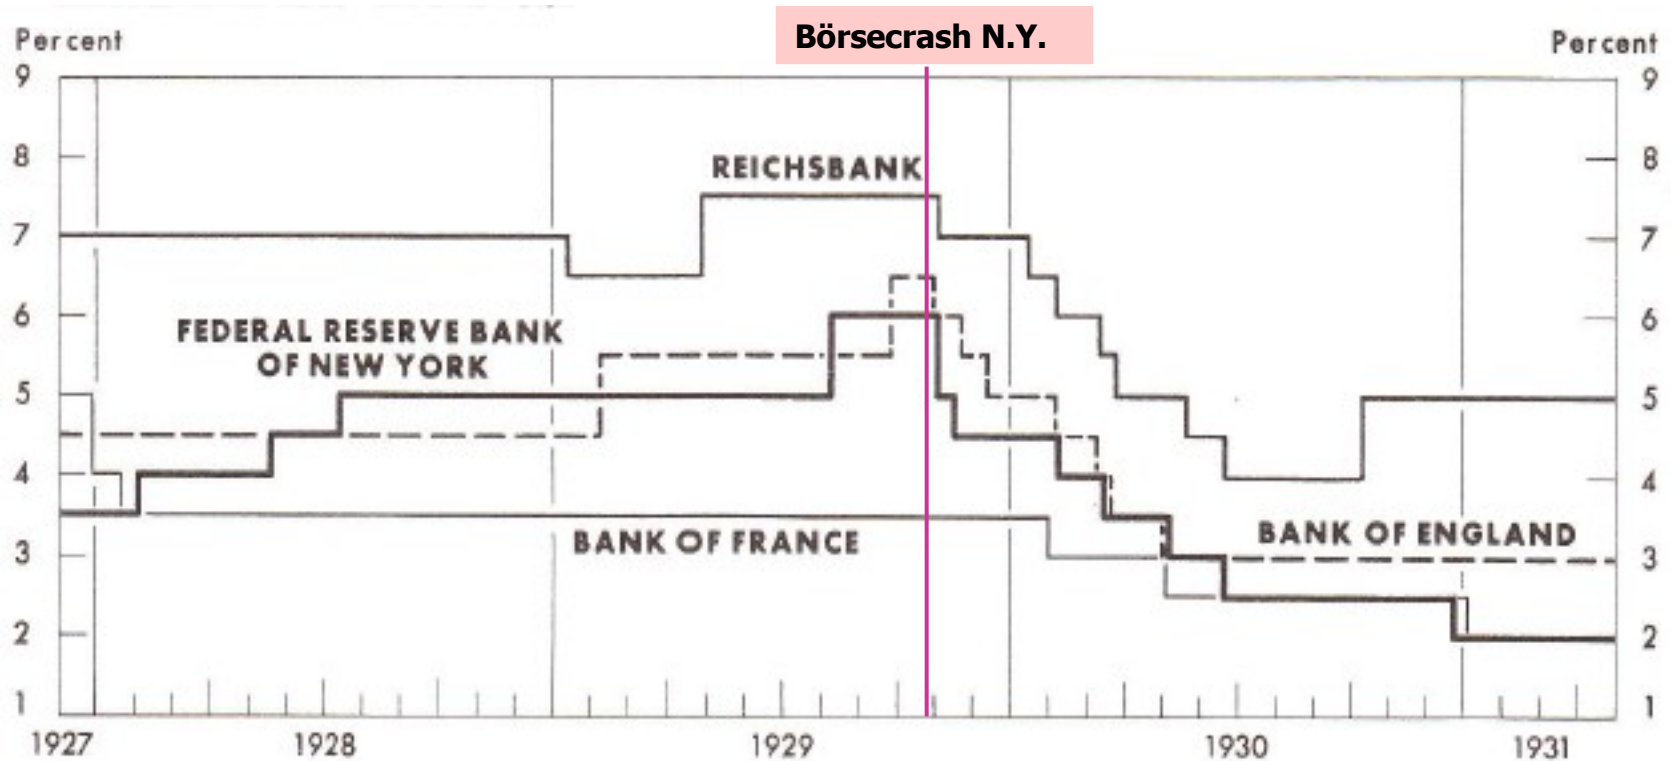 Börsecrash N.Y.
Percent
Percent
9
9
8
8
REICHSBANK
7
7
6
6
FEDERAL RESERVE BANK
OF NEW YORK
5
5
4
4
BANK OF FRANCE
BANK OF ENGLAND
3
3
2
2
1
1
1927
1928
1929
1930
1931